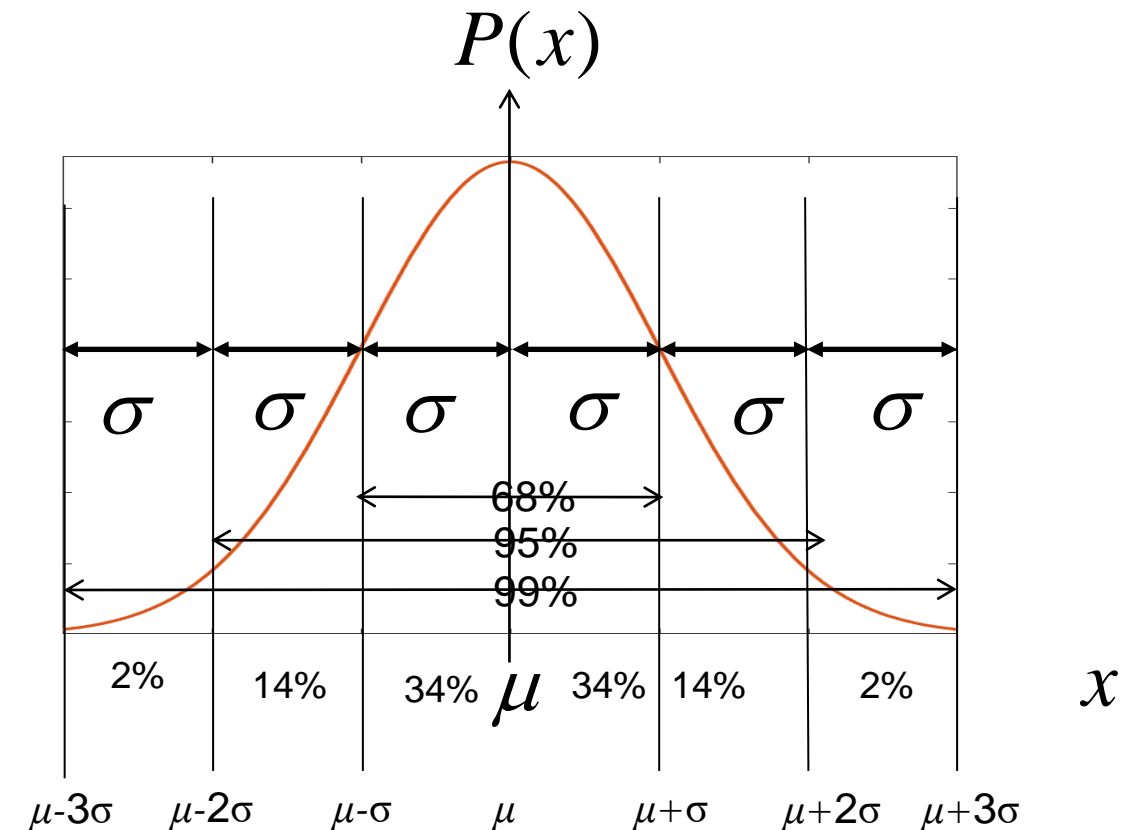 P(x)
σ σ σ σ σ σ
68%
95%
99%
2% 14% 34% μ 34% 14% 2% x
μ-3σ μ-2σ μ-σ μ μ+σ μ+2σ μ+3σ